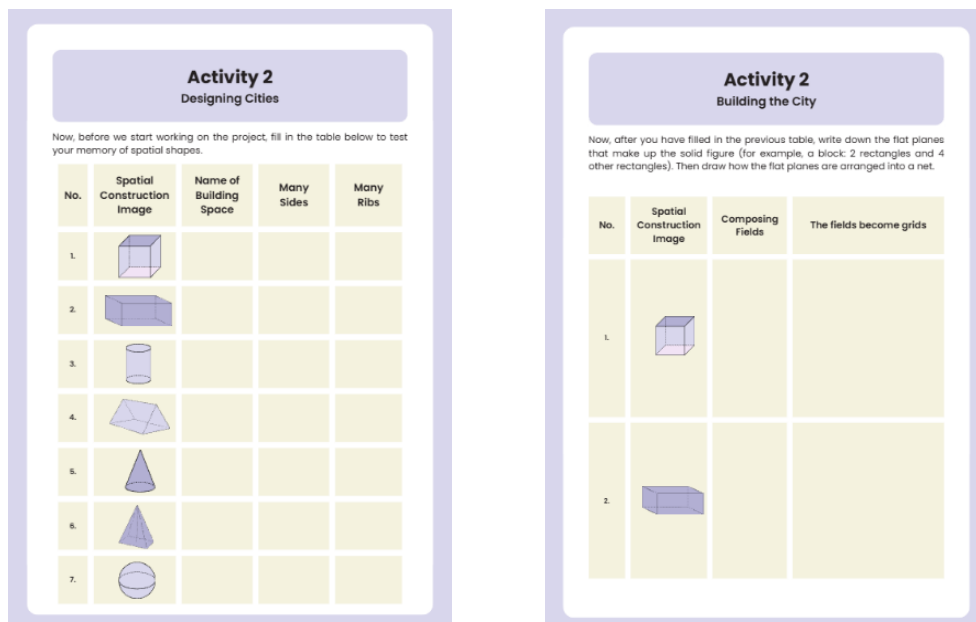 Activity 2
Designing Cities
Now, before we start working on the project, fill in the table below to test
your memory of spatial shapes.
No.
Spatial
Construction
Image
Name of
Building
Space
Many
Sides
Many
Ribs
1.
2.
3.
4.
5.
6.
7.
Activity 2
Building the City
Now, after you have filled in the previous table, write down the flat planes
that make up the solid figure (for example, a block: 2 rectangles and 4
other rectangles). Then draw how the flat planes are arranged into a net.
No.
Spatial
Construction
Image
Composing
Fields
The fields become grids
1.
2.